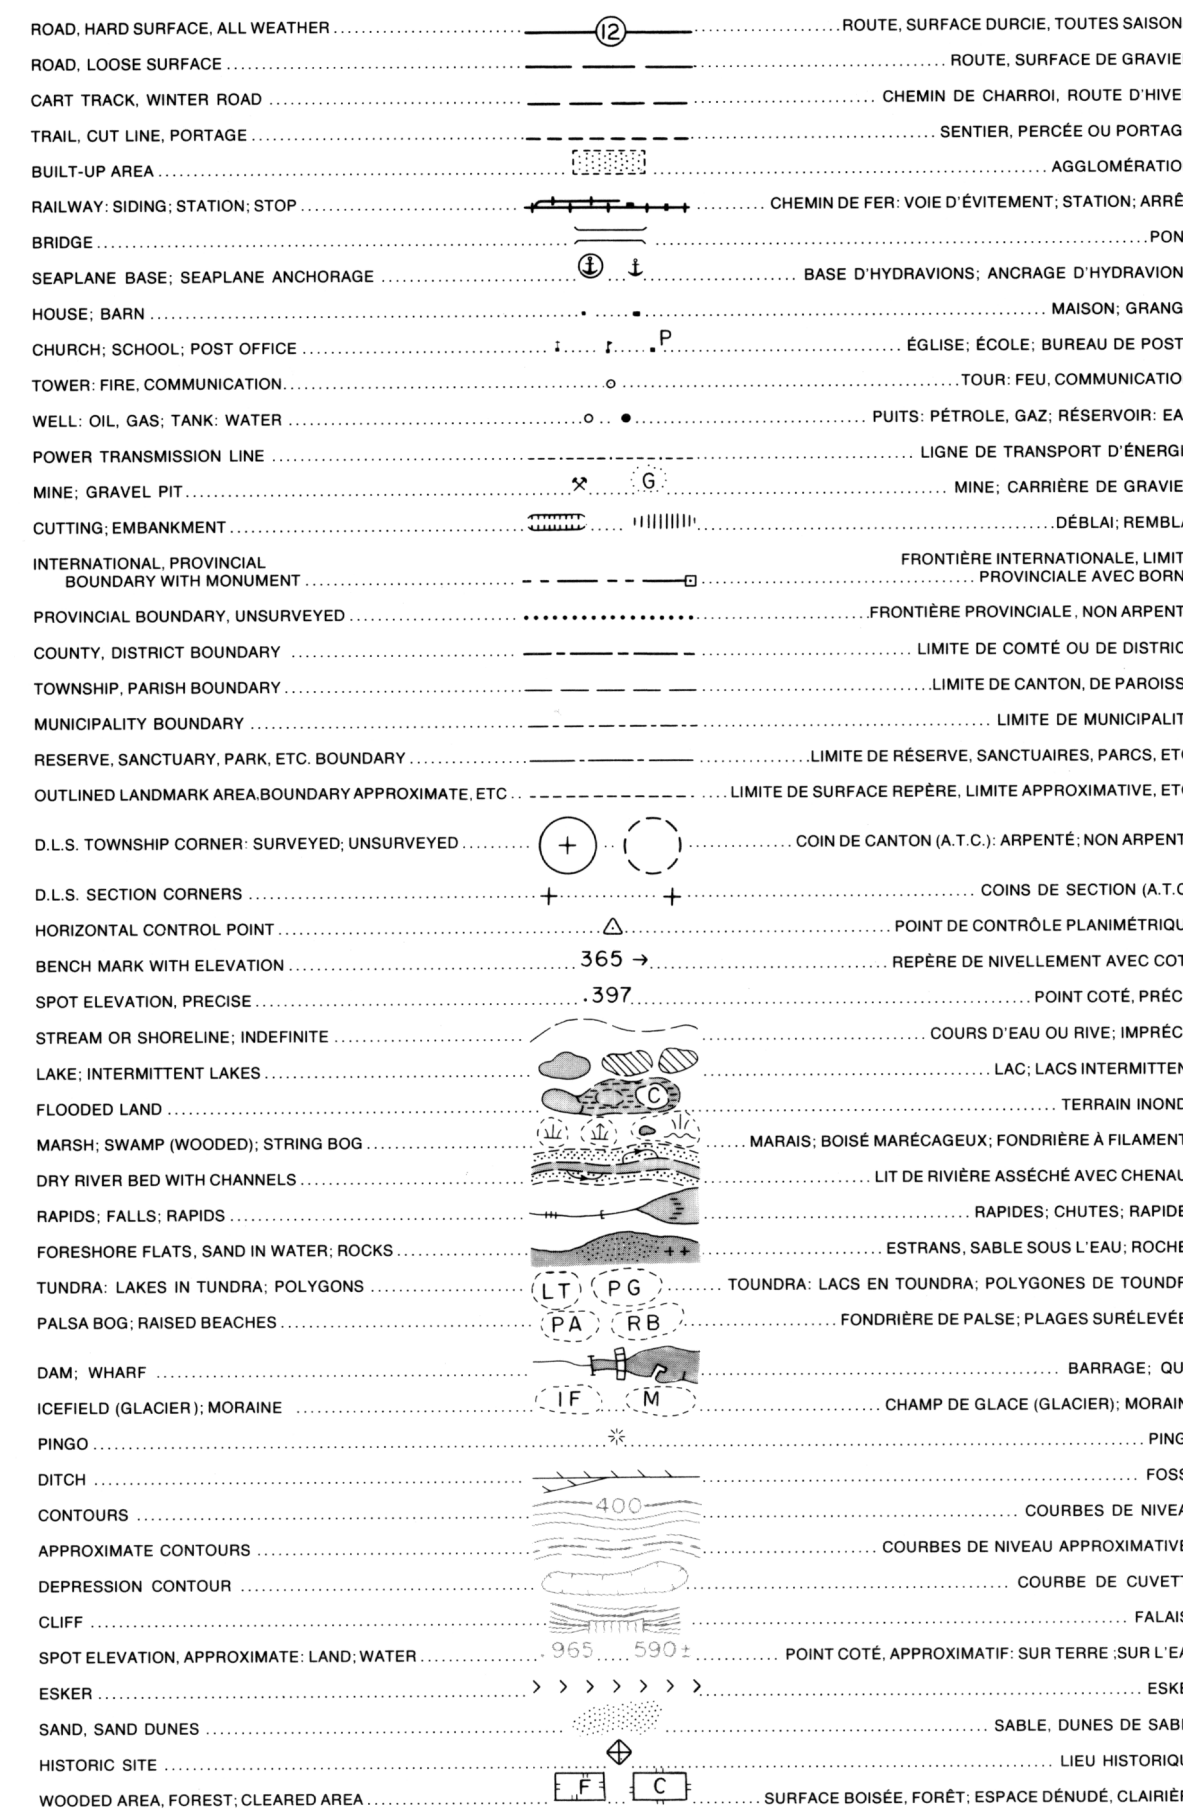 ROAD, HARD SURFACE, ALL WEATHER 12 ROUTE, SURFACE DURCIE, TOUTES SAISON
ROAD, LOOSE SURFACE ROUTE, SURFACE DE GRAVIE
CART TRACK, WINTER ROAD CHEMIN DE CHARROI, ROUTE D'HIVE
TRAIL, CUT LINE, PORTAGE SENTIER, PERCÉE OU PORTAG
BUILT-UP AREA AGGLOMÉRATIO
RAILWAY: SIDING; STATION; STOP CHEMIN DE FER: VOIE D'ÉVITEMENT; STATION; ARRÊ
BRIDGE PON
SEAPLANE BASE; SEAPLANE ANCHORAGE BASE D'HYDRAVIONS; ANCRAGE D'HYDRAVION
HOUSE; BARN MAISON; GRANG
CHURCH; SCHOOL; POST OFFICE P ÉGLISE; ÉCOLE; BUREAU DE POST
TOWER: FIRE, COMMUNICATION TOUR: FEU, COMMUNICATIO
WELL: OIL, GAS; TANK: WATER PUITS: PÉTROLE, GAZ; RÉSERVOIR: EA
POWER TRANSMISSION LINE LIGNE DE TRANSPORT D'ÉNERGI
MINE; GRAVEL PIT G MINE; CARRIÈRE DE GRAVIE
CUTTING; EMBANKMENT DÉBLAI; REMBLA
INTERNATIONAL, PROVINCIAL FRONTIÈRE INTERNATIONALE, LIMIT
BOUNDARY WITH MONUMENT PROVINCIALE AVEC BORN
PROVINCIAL BOUNDARY, UNSURVEYED FRONTIÈRE PROVINCIALE, NON ARPENT
COUNTY, DISTRICT BOUNDARY LIMITE DE COMTÉ OU DE DISTRIC
TOWNSHIP, PARISH BOUNDARY LIMITE DE CANTON, DE PAROISS
MUNICIPALITY BOUNDARY LIMITE DE MUNICIPALIT
RESERVE, SANCTUARY, PARK, ETC. BOUNDARY LIMITE DE RÉSERVE, SANCTUAIRES, PARCS, ETC
OUTLINED LANDMARK AREA, BOUNDARY APPROXIMATE, ETC LIMITE DE SURFACE REPÈRE, LIMITE APPROXIMATIVE, ETC
D.L.S. TOWNSHIP CORNER: SURVEYED; UNSURVEYED COIN DE CANTON (A.T.C.): ARPENTÉ; NON ARPENT
D.L.S. SECTION CORNERS COINS DE SECTION (A.T.C
HORIZONTAL CONTROL POINT POINT DE CONTRÔLE PLANIMÉTRIQU
BENCH MARK WITH ELEVATION 365 → REPÈRE DE NIVELLEMENT AVEC COT
SPOT ELEVATION, PRECISE .397 POINT COTÉ, PRÉC
STREAM OR SHORELINE; INDEFINITE COURS D'EAU OU RIVE; IMPRÉC
LAKE; INTERMITTENT LAKES LAC; LACS INTERMITTEN
FLOODED LAND C TERRAIN INOND
MARSH; SWAMP (WOODED); STRING BOG MARAIS; BOISÉ MARÉCAGEUX; FONDRIÈRE À FILAMENT
DRY RIVER BED WITH CHANNELS LIT DE RIVIÈRE ASSÉCHÉ AVEC CHENAU
RAPIDS; FALLS; RAPIDS RAPIDES; CHUTES; RAPIDE
FORESHORE FLATS, SAND IN WATER; ROCKS ESTRANS, SABLE SOUS L'EAU; ROCHE
TUNDRA: LAKES IN TUNDRA; POLYGONS LT PG TOUNDRA: LACS EN TOUNDRA; POLYGONES DE TOUNDR
PALSA BOG; RAISED BEACHES PA RB FONDRIÈRE DE PALSE; PLAGES SURÉLEVÉE
DAM; WHARF BARRAGE; QU
ICEFIELD (GLACIER); MORAINE IF M CHAMP DE GLACE (GLACIER); MORAIN
PINGO PING
DITCH FOSS
CONTOURS 400 COURBES DE NIVEA
APPROXIMATE CONTOURS COURBES DE NIVEAU APPROXIMATIVE
DEPRESSION CONTOUR COURBE DE CUVETT
CLIFF FALAIS
SPOT ELEVATION, APPROXIMATE: LAND; WATER .965 590± POINT COTÉ, APPROXIMATIF: SUR TERRE ;SUR L'EA
ESKER ESKE
SAND, SAND DUNES SABLE, DUNES DE SABL
HISTORIC SITE LIEU HISTORIQU
WOODED AREA, FOREST; CLEARED AREA F C SURFACE BOISÉE, FORÊT; ESPACE DÉNUDÉ, CLAIRIÈR